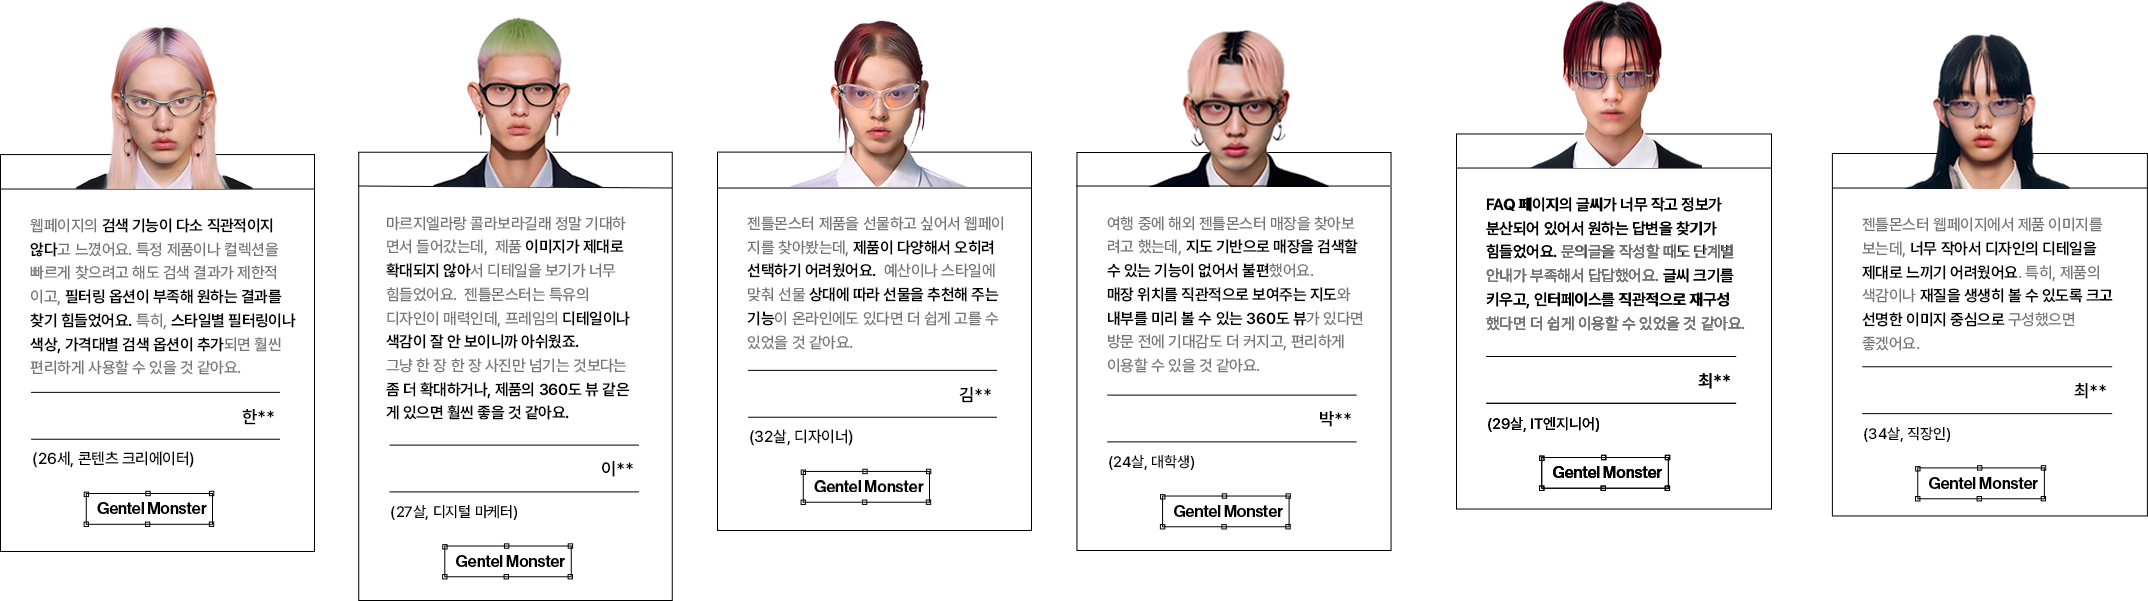 웹페이지의 검색 기능이 다소 직관적이지
않다고 느꼈어요. 특정 제품이나 컬렉션을
빠르게 찾으려고 해도 검색 결과가 제한적
이고, 필터링 옵션이 부족해 원하는 결과를
찾기 힘들었어요. 특히, 스타일별 필터링이나
색상, 가격대별 검색 옵션이 추가되면 훨씬
편리하게 사용할 수 있을 것 같아요.
한**
(26세, 콘텐츠 크리에이터)
Gentel Monster
마르지엘라랑 콜라보라길래 정말 기대하
면서 들어갔는데, 제품 이미지가 제대로
확대되지 않아서 디테일을 보기가 너무
힘들었어요. 젠틀몬스터는 특유의
디자인이 매력인데, 프레임의 디테일이나
색감이 잘 안 보이니까 아쉬웠죠.
그냥 한 장 한 장 사진만 넘기는 것보다는
좀 더 확대하거나, 제품의 360도 뷰 같은
게 있으면 훨씬 좋을 것 같아요.
이**
(27살, 디지털 마케터)
Gentel Monster
젠틀몬스터 제품을 선물하고 싶어서 웹페이
지를 찾아봤는데, 제품이 다양해서 오히려
선택하기 어려웠어요. 예산이나 스타일에
맞춰 선물 상대에 따라 선물을 추천해 주는
기능이 온라인에도 있다면 더 쉽게 고를 수
있었을 것 같아요.
김**
(32살, 디자이너)
Gentel Monster
여행 중에 해외 젠틀몬스터 매장을 찾아보
려고 했는데, 지도 기반으로 매장을 검색할
수 있는 기능이 없어서 불편했어요.
매장 위치를 직관적으로 보여주는 지도와
내부를 미리 볼 수 있는 360도 뷰가 있다면
방문 전에 기대감도 더 커지고, 편리하게
이용할 수 있을 것 같아요.
박**
(24살, 대학생)
Gentel Monster
FAQ 페이지의 글씨가 너무 작고 정보가
분산되어 있어서 원하는 답변을 찾기가
힘들었어요. 문의글을 작성할 때도 단계별
안내가 부족해서 답답했어요. 글씨 크기를
키우고, 인터페이스를 직관적으로 재구성
했다면 더 쉽게 이용할 수 있었을 것 같아요.
최**
(29살, IT엔지니어)
Gentel Monster
젠틀몬스터 웹페이지에서 제품 이미지를
보는데, 너무 작아서 디자인의 디테일을
제대로 느끼기 어려웠어요. 특히, 제품의
색감이나 재질을 생생히 볼 수 있도록 크고
선명한 이미지 중심으로 구성했으면
좋겠어요.
최**
(34살, 직장인)
Gentel Monster